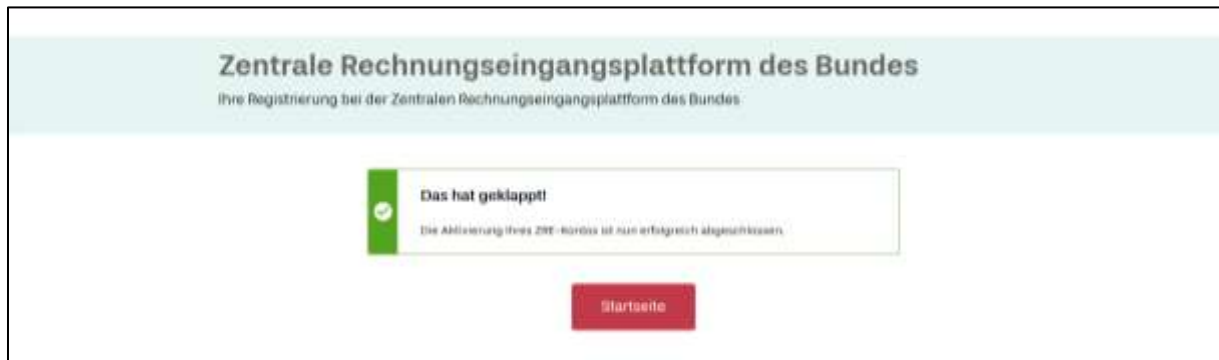 Zentrale Rechnungseingangsplattform des Bundes
Ihre Registrierung bei der Zentralen Rechnungseingangsplattform des Bundes
Das hat geklappt!
Die Aktivierung Ihres ZRE-Kontos ist nun erfolgreich abgeschlossen.
Startseite